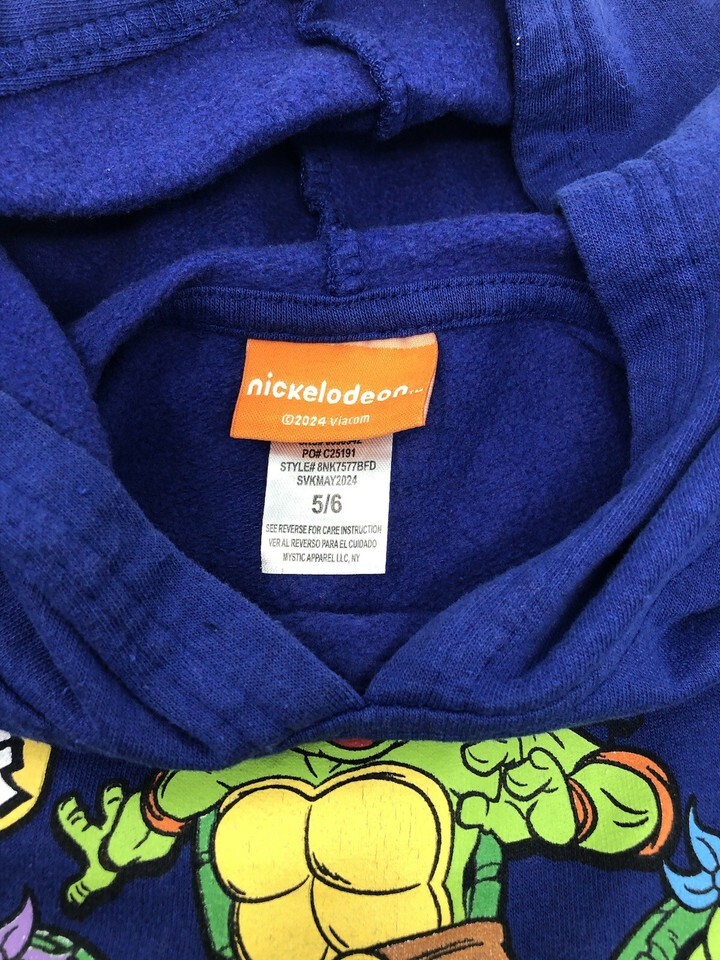 nickelodeon™
©2024 Viacom
PO# C25191
STYLE# 8NK7577BFD
SVKMAY2024
5/6
SEE REVERSE FOR CARE INSTRUCTION
VER AL REVERSO PARA EL CUIDADO
MYSTIC APPAREL LLC, NY